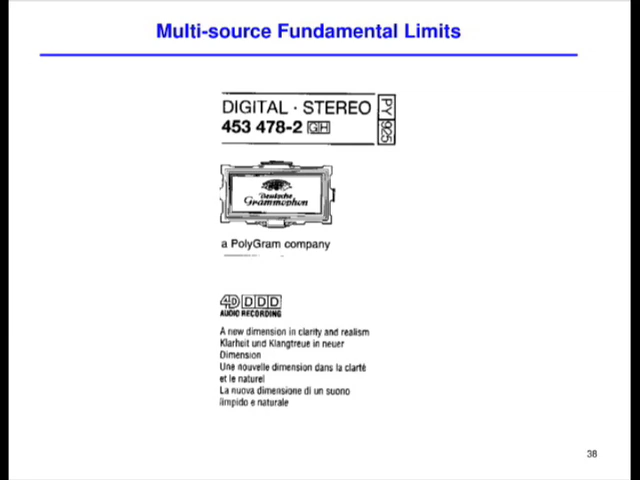 Multi-source Fundamental Limits
DIGITAL · STEREO
453 478-2 GH
PY
925
Deutsche
Grammophon
a PolyGram company
4D DDD
AUDIO RECORDING
A new dimension in clarity and realism
Klarheit und Klangtreue in neuer
Dimension
Une nouvelle dimension dans la clarté
et le naturel
La nuova dimensione di un suono
limpido e naturale
38